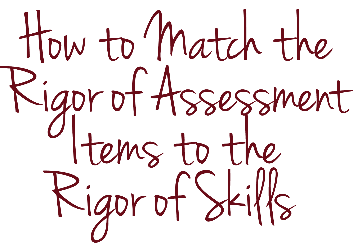 How to Match the
Rigor of Assessment
Items to the
Rigor of Skills